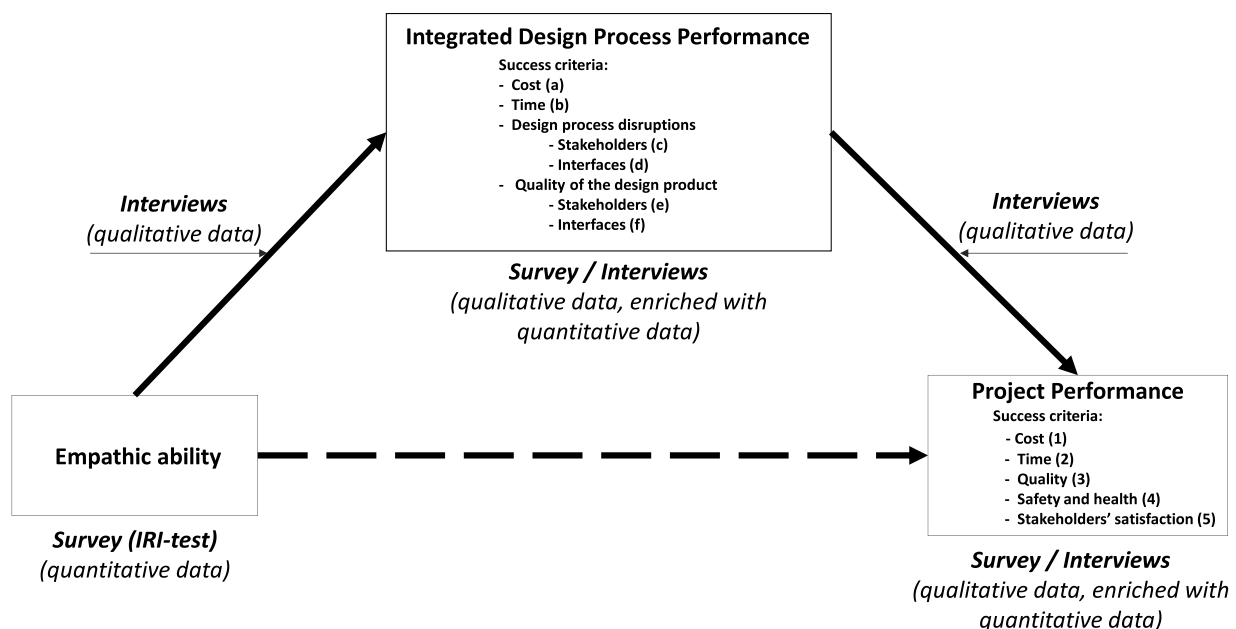 Integrated Design Process Performance
Success criteria:
- Cost (a)
- Time (b)
- Design process disruptions
- Stakeholders (c)
- Interfaces (d)
- Quality of the design product
- Stakeholders (e)
- Interfaces (f)
Survey / Interviews
(qualitative data, enriched with
quantitative data)
Interviews
(qualitative data)
Interviews
(qualitative data)
Empathic ability
Survey (IRI-test)
(quantitative data)
Project Performance
Success criteria:
- Cost (1)
- Time (2)
- Quality (3)
- Safety and health (4)
- Stakeholders’ satisfaction (5)
Survey / Interviews
(qualitative data, enriched with
quantitative data)